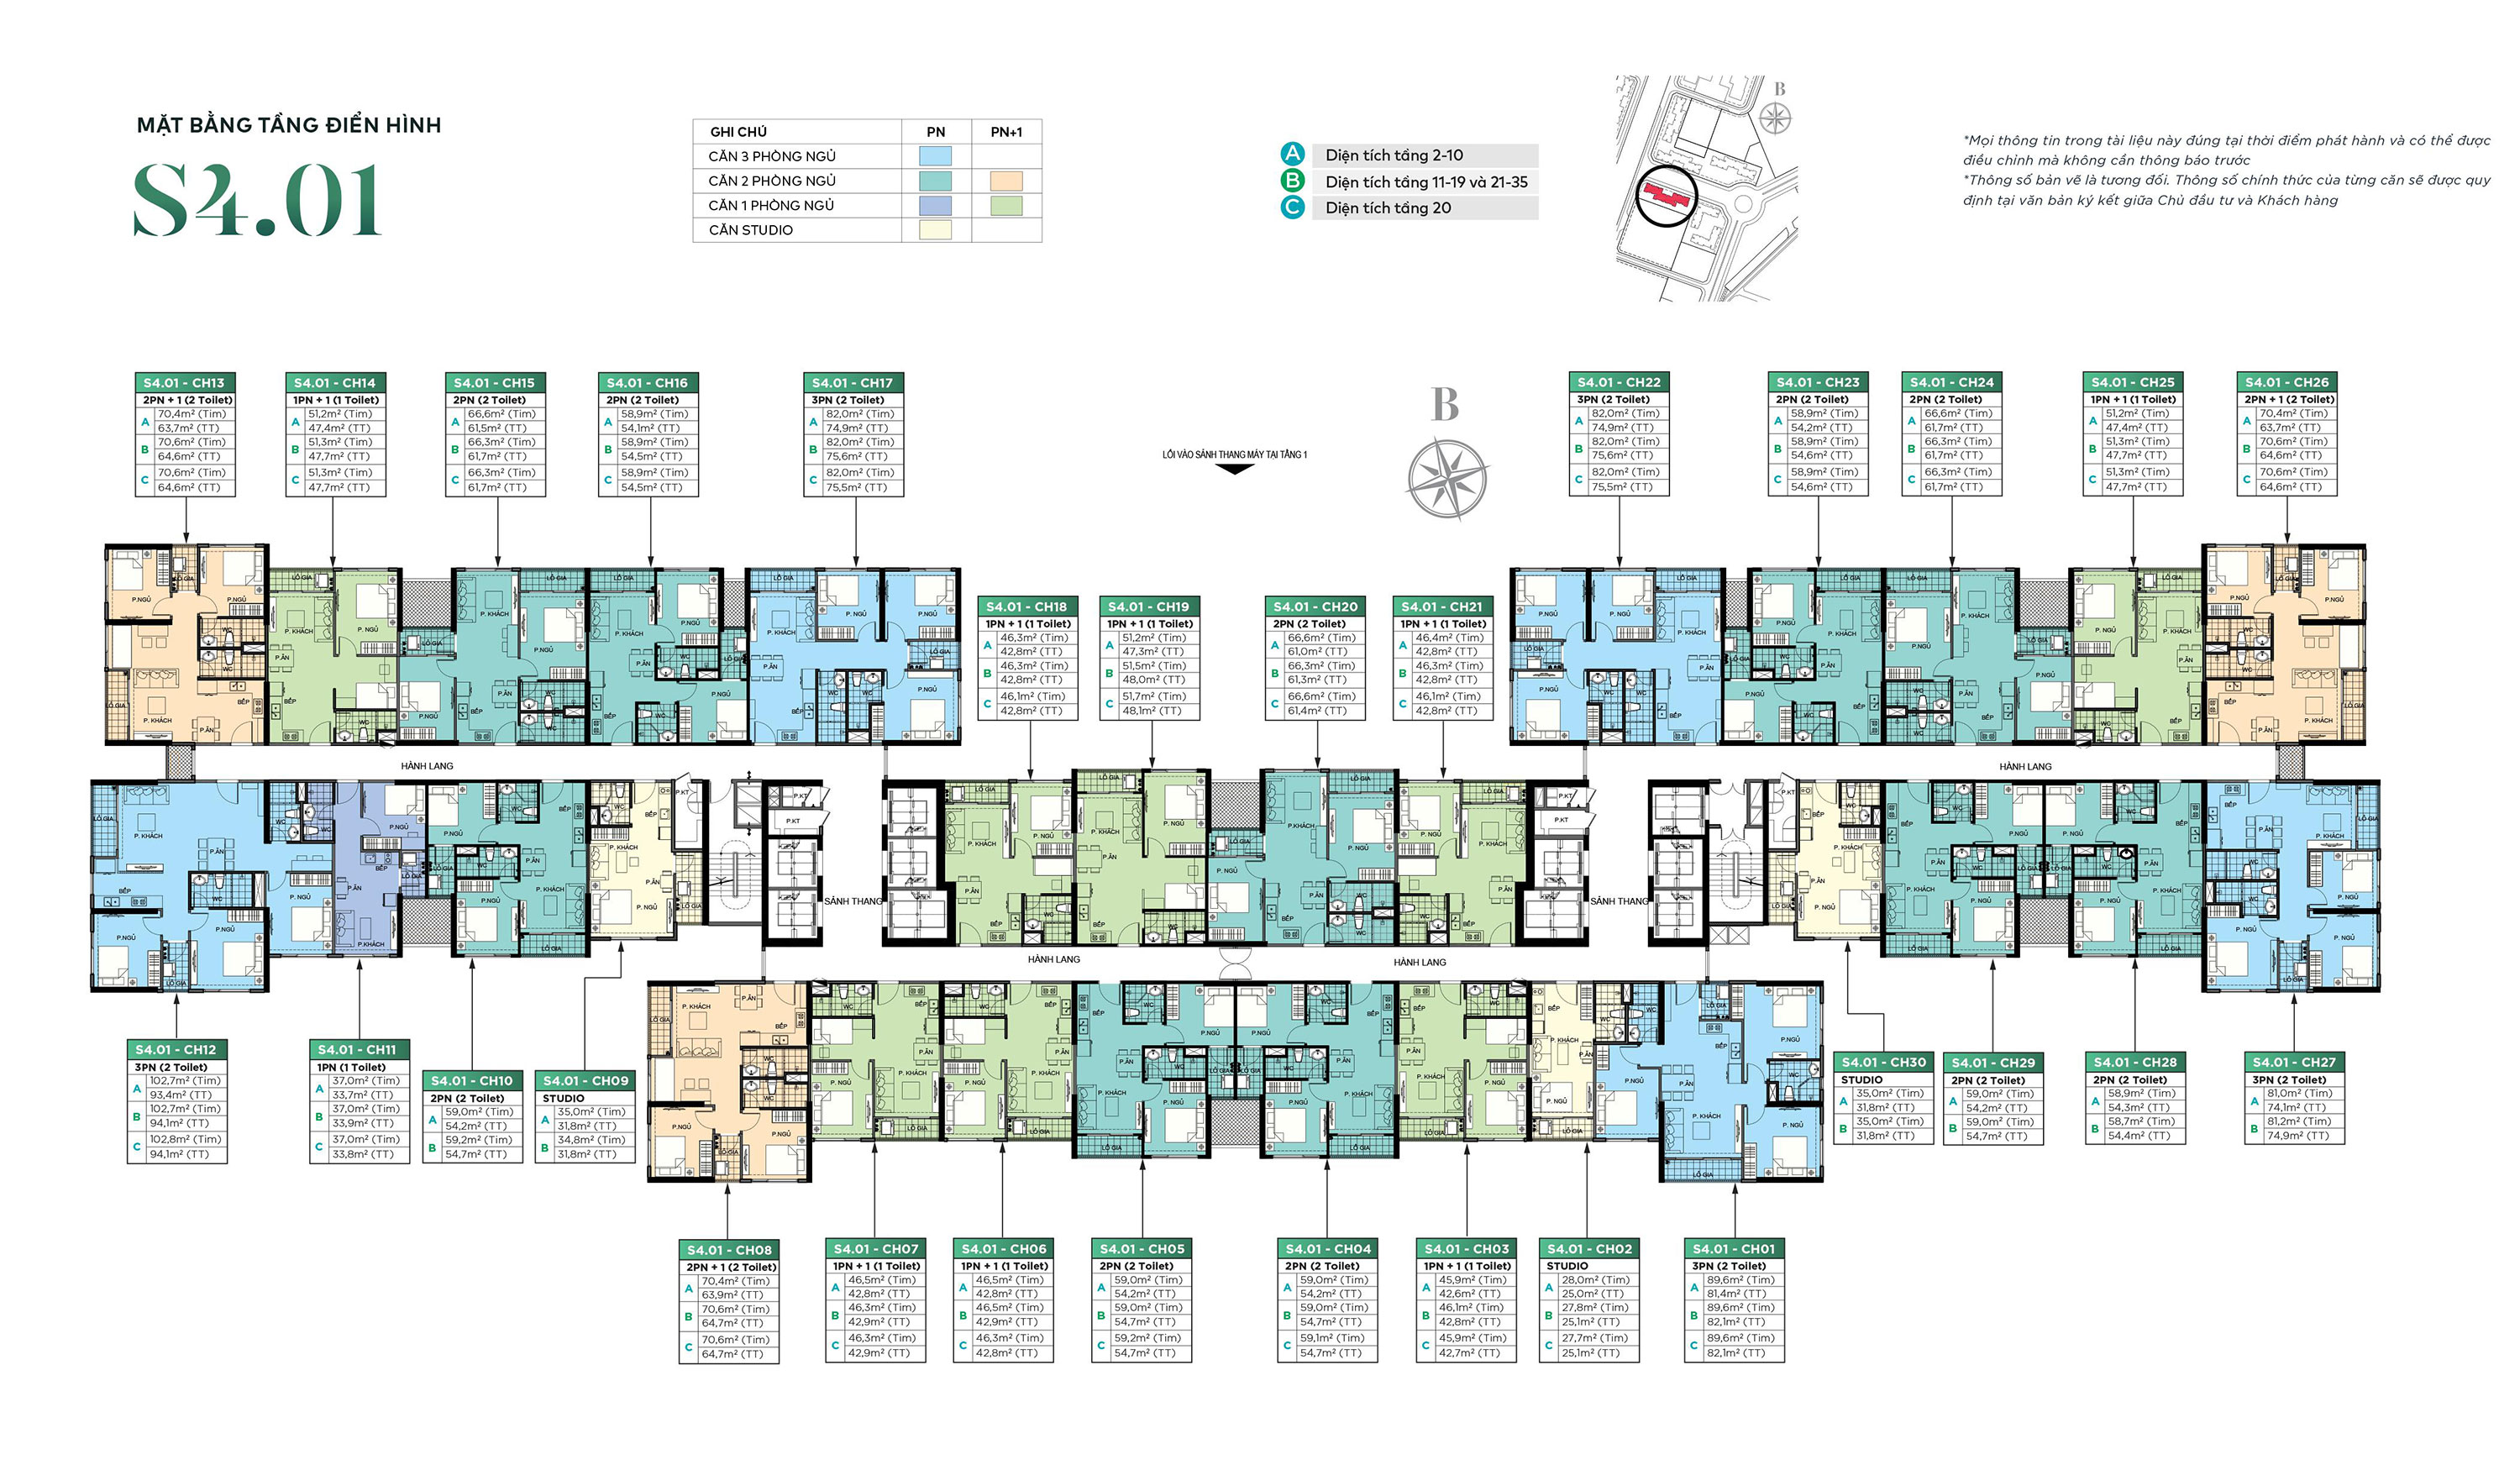 MẶT BẰNG TẦNG ĐIỂN HÌNH
S4.01
GHI CHÚ PN PN+1
CĂN 3 PHÒNG NGỦ
CĂN 2 PHÒNG NGỦ
CĂN 1 PHÒNG NGỦ
CĂN STUDIO
A Diện tích tầng 2-10
B Diện tích tầng 11-19 và 21-35
C Diện tích tầng 20
B
*Mọi thông tin trong tài liệu này đúng tại thời điểm phát hành và có thể được
điều chỉnh mà không cần thông báo trước
*Thông số bản vẽ là tương đối. Thông số chính thức của từng căn sẽ được quy
định tại văn bản ký kết giữa Chủ đầu tư và Khách hàng
S4.01 - CH13
2PN + 1 (2 Toilet)
A 70,4m² (Tim)
63,7m² (TT)
B 70,6m² (Tim)
64,6m² (TT)
C 70,6m² (Tim)
64,6m² (TT)
S4.01 - CH14
1PN + 1 (1 Toilet)
A 51,2m² (Tim)
47,4m² (TT)
B 51,3m² (Tim)
47,7m² (TT)
C 51,3m² (Tim)
47,7m² (TT)
S4.01 - CH15
2PN (2 Toilet)
A 66,6m² (Tim)
61,5m² (TT)
B 66,3m² (Tim)
61,7m² (TT)
C 66,3m² (Tim)
61,7m² (TT)
S4.01 - CH16
2PN (2 Toilet)
A 58,9m² (Tim)
54,1m² (TT)
B 58,9m² (Tim)
54,5m² (TT)
C 58,9m² (Tim)
54,5m² (TT)
S4.01 - CH17
3PN (2 Toilet)
A 82,0m² (Tim)
74,9m² (TT)
B 82,0m² (Tim)
75,6m² (TT)
C 82,0m² (Tim)
75,5m² (TT)
B
LỐI VÀO SẢNH THANG MÁY TẠI TẦNG 1
S4.01 - CH22
3PN (2 Toilet)
A 82,0m² (Tim)
74,9m² (TT)
B 82,0m² (Tim)
75,6m² (TT)
C 82,0m² (Tim)
75,5m² (TT)
S4.01 - CH23
2PN (2 Toilet)
A 58,9m² (Tim)
54,2m² (TT)
B 58,9m² (Tim)
54,6m² (TT)
C 58,9m² (Tim)
54,6m² (TT)
S4.01 - CH24
2PN (2 Toilet)
A 66,6m² (Tim)
61,7m² (TT)
B 66,3m² (Tim)
61,7m² (TT)
C 66,3m² (Tim)
61,7m² (TT)
S4.01 - CH25
1PN + 1 (1 Toilet)
A 51,2m² (Tim)
47,4m² (TT)
B 51,3m² (Tim)
47,7m² (TT)
C 51,3m² (Tim)
47,7m² (TT)
S4.01 - CH26
2PN + 1 (2 Toilet)
A 70,4m² (Tim)
63,7m² (TT)
B 70,6m² (Tim)
64,6m² (TT)
C 70,6m² (Tim)
64,6m² (TT)
S4.01 - CH18
1PN + 1 (1 Toilet)
A 46,3m² (Tim)
42,8m² (TT)
B 46,3m² (Tim)
42,8m² (TT)
C 46,1m² (Tim)
42,8m² (TT)
S4.01 - CH19
1PN + 1 (1 Toilet)
A 51,2m² (Tim)
47,3m² (TT)
B 51,5m² (Tim)
48,0m² (TT)
C 51,7m² (Tim)
48,1m² (TT)
S4.01 - CH20
2PN (2 Toilet)
A 66,6m² (Tim)
61,0m² (TT)
B 66,3m² (Tim)
61,3m² (TT)
C 66,6m² (Tim)
61,4m² (TT)
S4.01 - CH21
1PN + 1 (1 Toilet)
A 46,4m² (Tim)
42,8m² (TT)
B 46,3m² (Tim)
42,8m² (TT)
C 46,1m² (Tim)
42,8m² (TT)
HÀNH LANG
HÀNH LANG
SẢNH THANG
SẢNH THANG
HÀNH LANG
HÀNH LANG
S4.01 - CH12
3PN (2 Toilet)
A 102,7m² (Tim)
93,4m² (TT)
B 102,7m² (Tim)
94,1m² (TT)
C 102,8m² (Tim)
94,1m² (TT)
S4.01 - CH11
1PN (1 Toilet)
A 37,0m² (Tim)
33,7m² (TT)
B 37,0m² (Tim)
33,9m² (TT)
C 37,0m² (Tim)
33,8m² (TT)
S4.01 - CH10
2PN (2 Toilet)
A 59,0m² (Tim)
54,2m² (TT)
B 59,2m² (Tim)
54,7m² (TT)
S4.01 - CH09
STUDIO
A 35,0m² (Tim)
31,8m² (TT)
B 34,8m² (Tim)
31,8m² (TT)
S4.01 - CH30
STUDIO
A 35,0m² (Tim)
31,8m² (TT)
B 35,0m² (Tim)
31,8m² (TT)
S4.01 - CH29
2PN (2 Toilet)
A 59,0m² (Tim)
54,2m² (TT)
B 59,0m² (Tim)
54,7m² (TT)
S4.01 - CH28
2PN (2 Toilet)
A 58,9m² (Tim)
54,3m² (TT)
B 58,7m² (Tim)
54,4m² (TT)
S4.01 - CH27
3PN (2 Toilet)
A 81,0m² (Tim)
74,1m² (TT)
B 81,2m² (Tim)
74,9m² (TT)
S4.01 - CH08
2PN + 1 (2 Toilet)
A 70,4m² (Tim)
63,9m² (TT)
B 70,6m² (Tim)
64,7m² (TT)
C 70,6m² (Tim)
64,7m² (TT)
S4.01 - CH07
1PN + 1 (1 Toilet)
A 46,5m² (Tim)
42,8m² (TT)
B 46,3m² (Tim)
42,9m² (TT)
C 46,3m² (Tim)
42,9m² (TT)
S4.01 - CH06
1PN + 1 (1 Toilet)
A 46,5m² (Tim)
42,8m² (TT)
B 46,5m² (Tim)
42,9m² (TT)
C 46,3m² (Tim)
42,8m² (TT)
S4.01 - CH05
2PN (2 Toilet)
A 59,0m² (Tim)
54,2m² (TT)
B 59,0m² (Tim)
54,7m² (TT)
C 59,2m² (Tim)
54,7m² (TT)
S4.01 - CH04
2PN (2 Toilet)
A 59,0m² (Tim)
54,2m² (TT)
B 59,0m² (Tim)
54,7m² (TT)
C 59,1m² (Tim)
54,7m² (TT)
S4.01 - CH03
1PN + 1 (1 Toilet)
A 45,9m² (Tim)
42,6m² (TT)
B 46,1m² (Tim)
42,8m² (TT)
C 45,9m² (Tim)
42,7m² (TT)
S4.01 - CH02
STUDIO
A 28,0m² (Tim)
25,0m² (TT)
B 27,8m² (Tim)
25,1m² (TT)
C 27,7m² (Tim)
25,1m² (TT)
S4.01 - CH01
3PN (2 Toilet)
A 89,6m² (Tim)
81,4m² (TT)
B 89,6m² (Tim)
82,1m² (TT)
C 89,6m² (Tim)
82,1m² (TT)